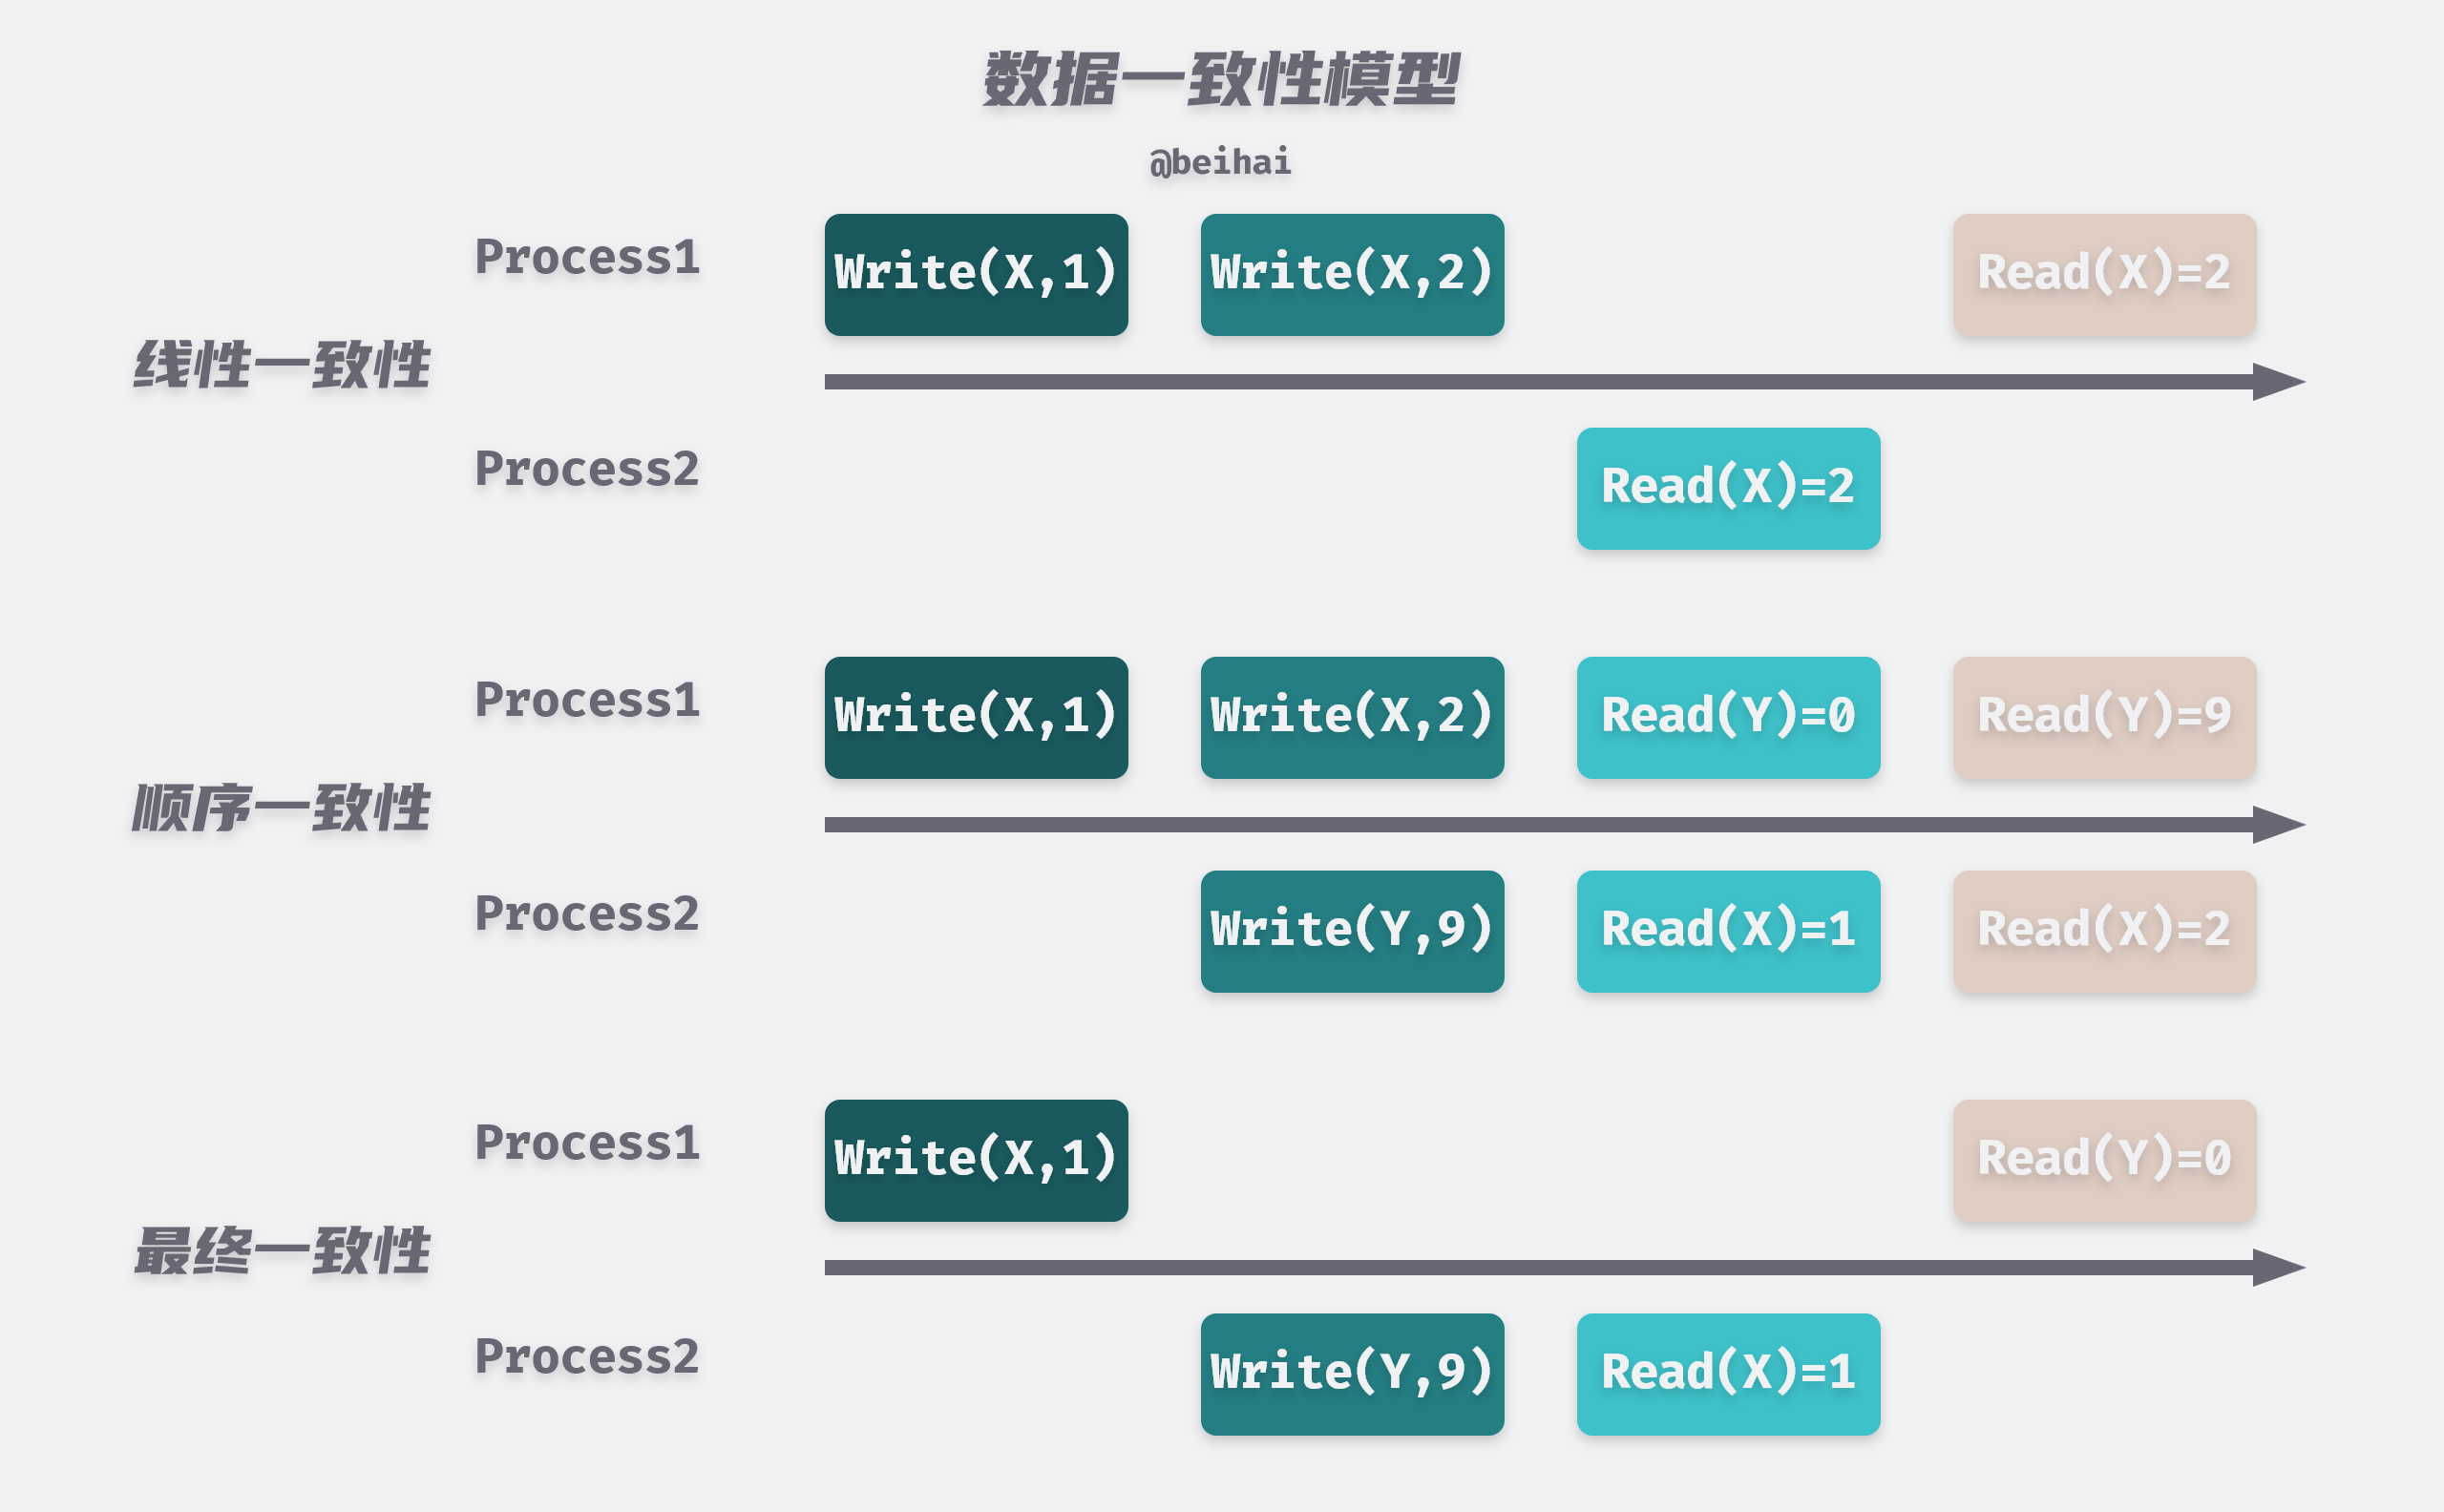 数据一致性模型
@beihai
Process1
Write(X,1) Write(X,2) Read(X)=2
线性一致性
Process2
Read(X)=2
Process1
Write(X,1) Write(X,2) Read(Y)=0 Read(Y)=9
顺序一致性
Process2
Write(Y,9) Read(X)=1 Read(X)=2
Process1
Write(X,1) Read(Y)=0
最终一致性
Process2
Write(Y,9) Read(X)=1